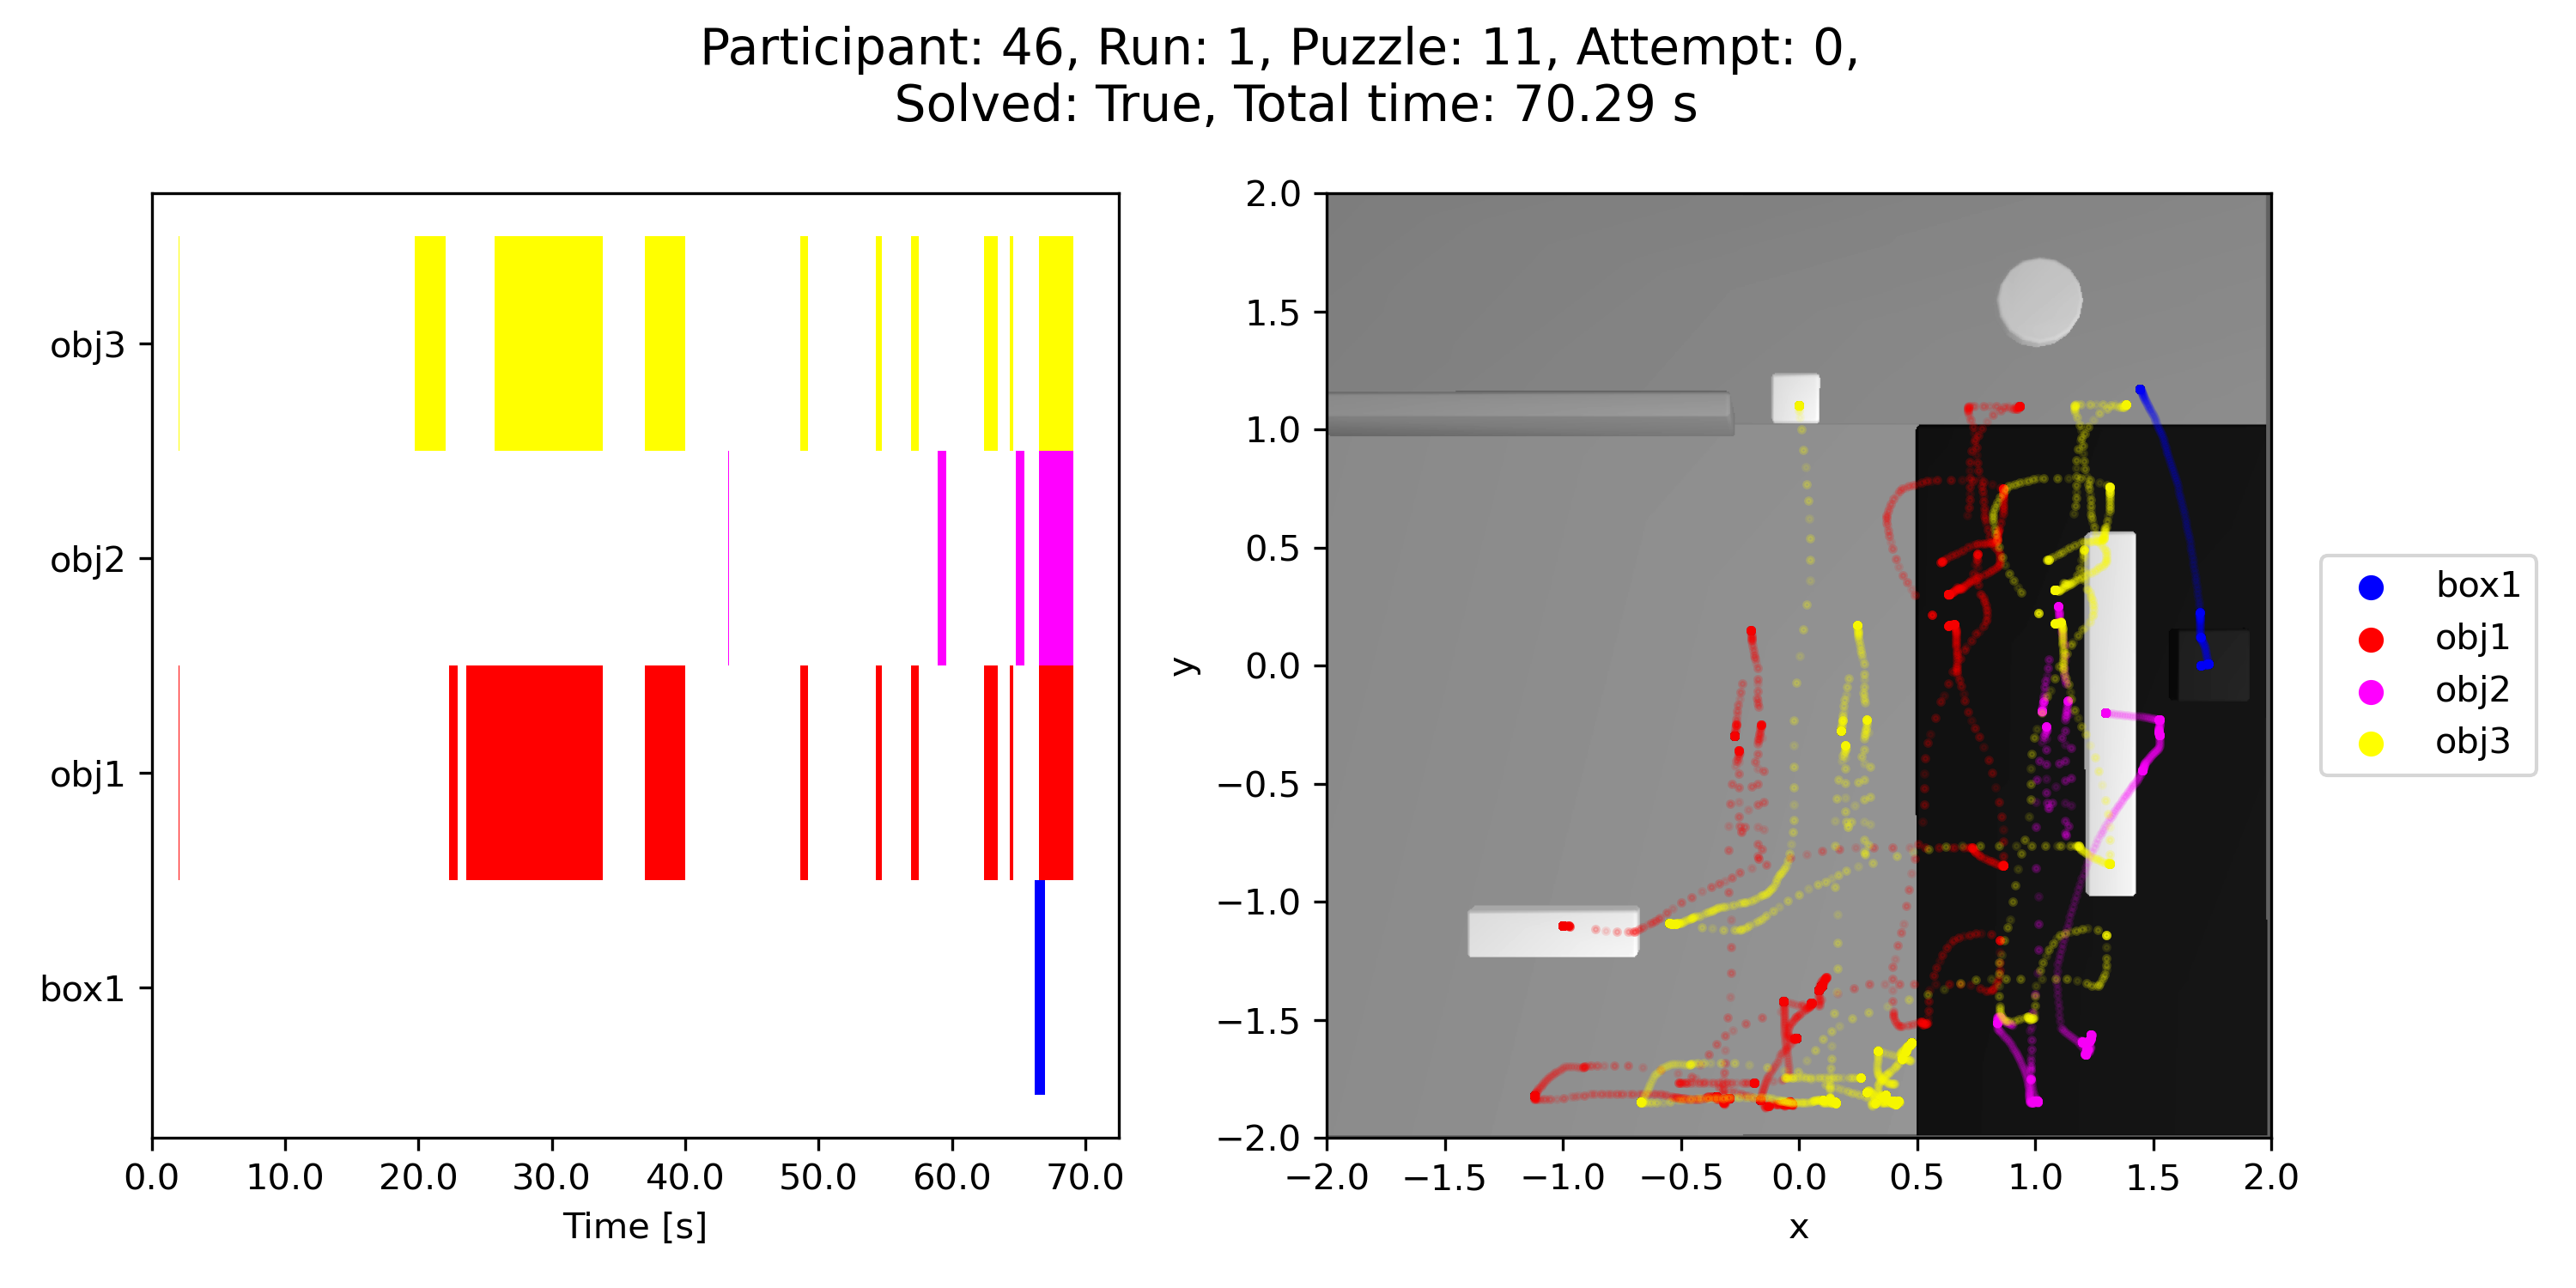 Participant: 46, Run: 1, Puzzle: 11, Attempt: 0,
Solved: True, Total time: 70.29 s
obj3
obj2
obj1
box1
0.0 10.0 20.0 30.0 40.0 50.0 60.0 70.0
Time [s]
2.0
1.5
1.0
0.5
0.0
−0.5
−1.0
−1.5
−2.0
y
−2.0 −1.5 −1.0 −0.5 0.0 0.5 1.0 1.5 2.0
x
box1
obj1
obj2
obj3